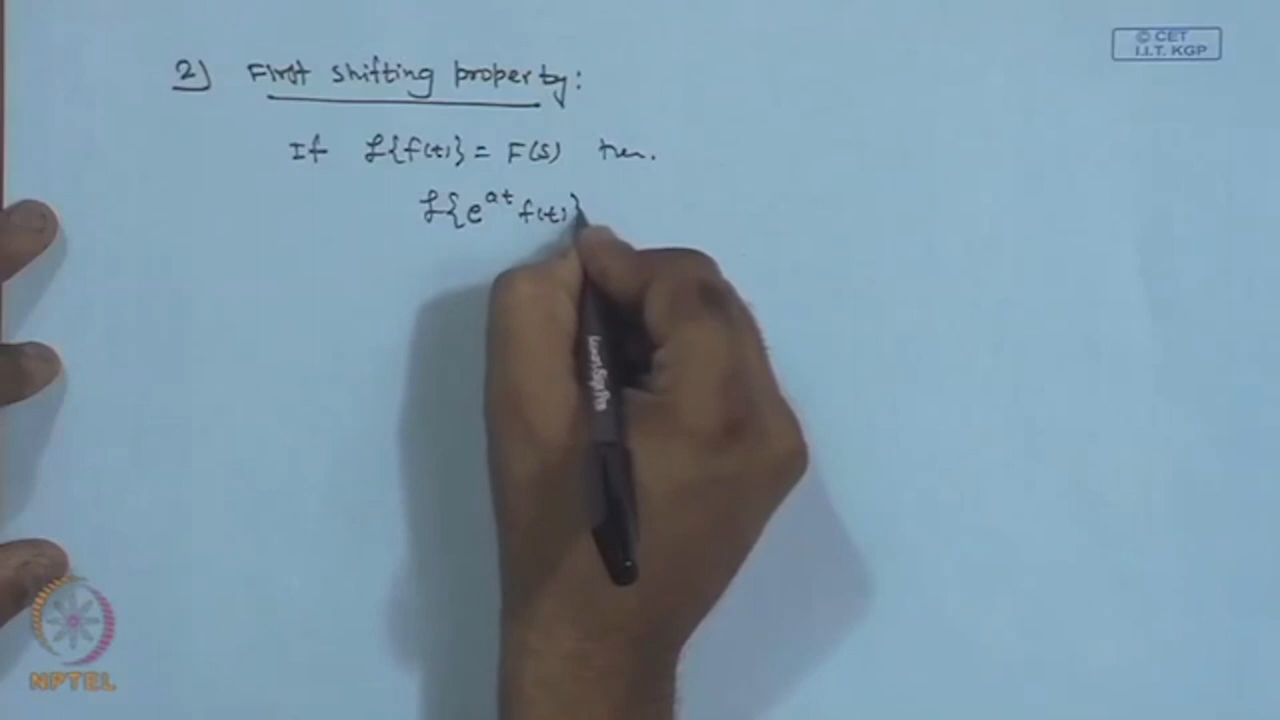 © CET
I.I.T. KGP
2) First shifting property:
If ℒ{f(t)} = F(s) then.
ℒ{e^{at} f(t)}
NPTEL